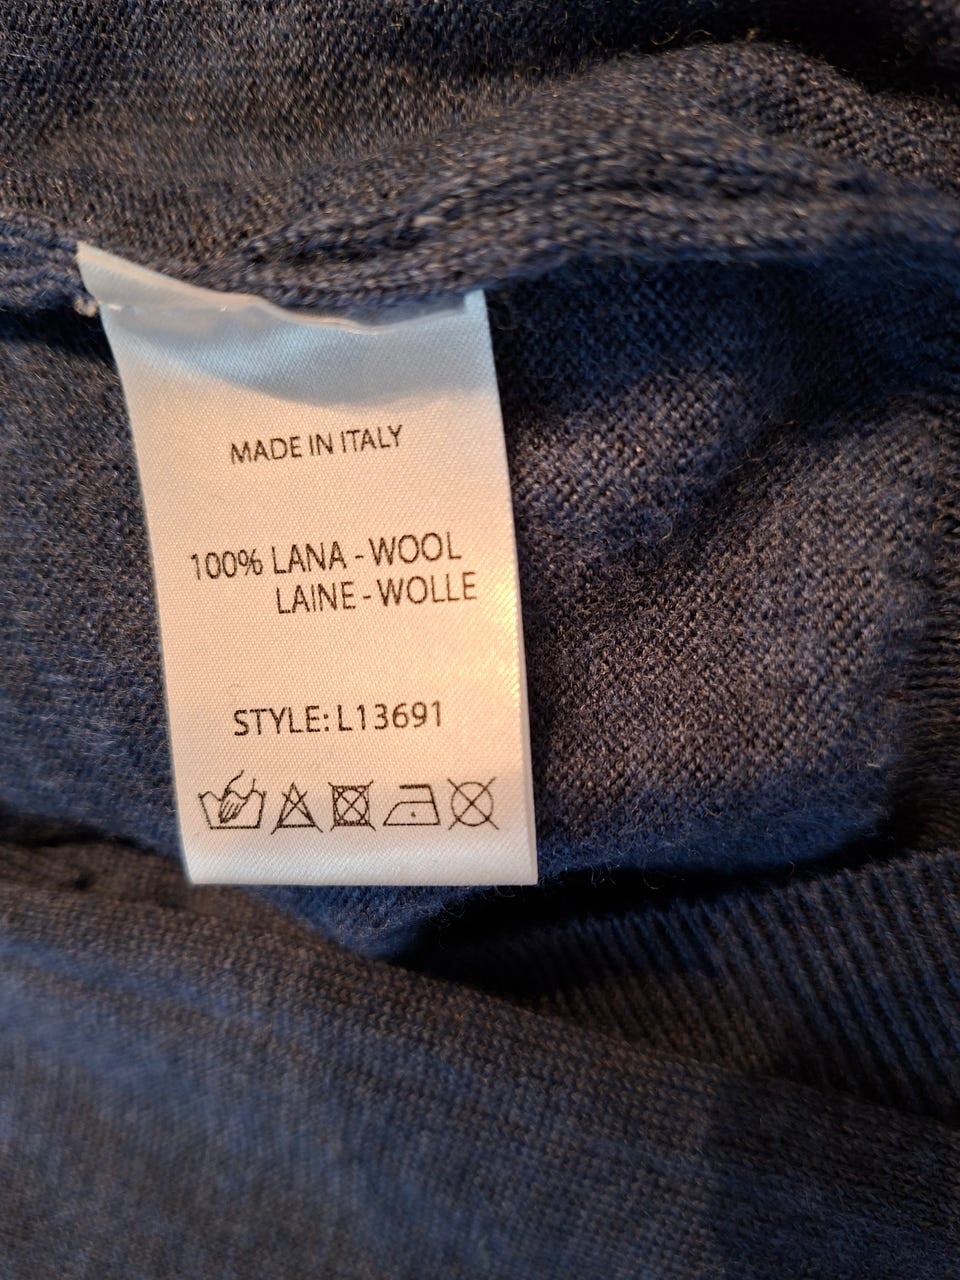 MADE IN ITALY
100% LANA - WOOL
LAINE - WOLLE
STYLE: L13691